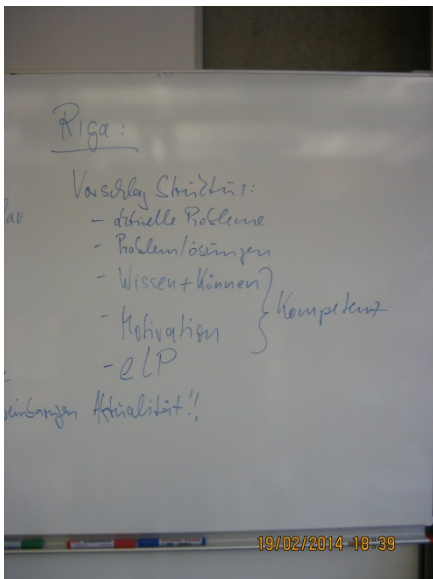 Riga:
Vorschlag Struktur:
- aktuelle Probleme
- Problemlösungen
- Wissen + Können
- Motivation
Kompetenz
- eLP
Aktualität!!
19/02/2014 18:39